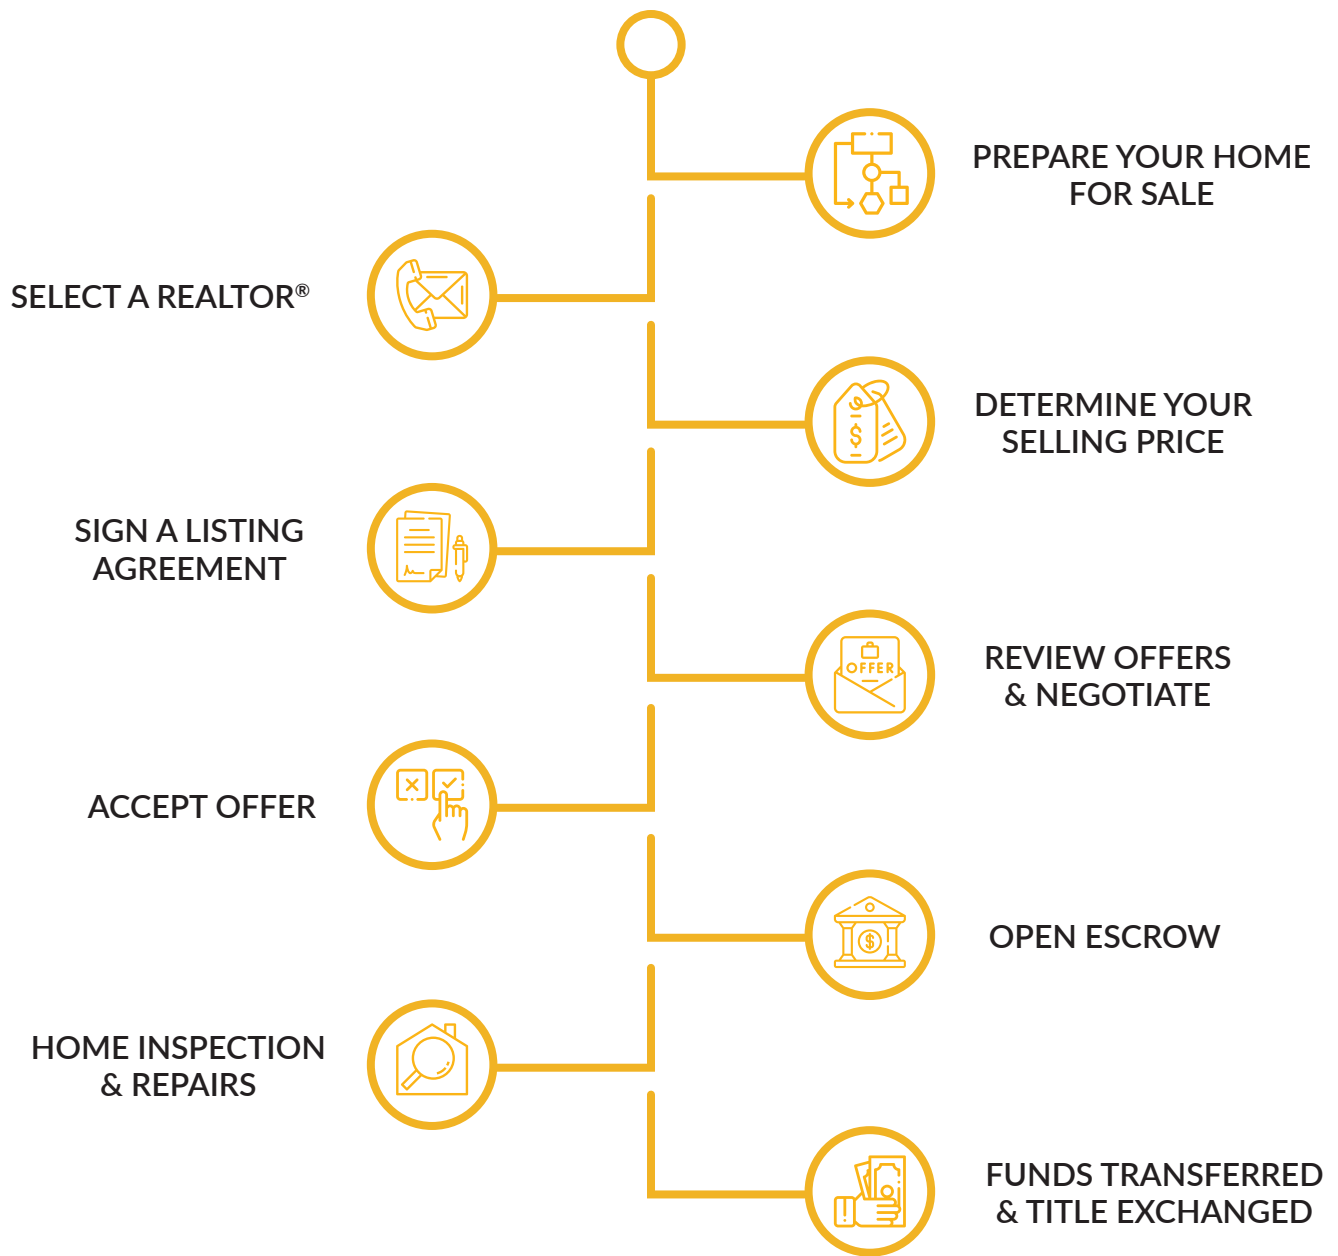 PREPARE YOUR HOME
FOR SALE
SELECT A REALTOR®
DETERMINE YOUR
SELLING PRICE
$
SIGN A LISTING
AGREEMENT
REVIEW OFFERS
& NEGOTIATE
OFFER
ACCEPT OFFER
OPEN ESCROW
$
HOME INSPECTION
& REPAIRS
FUNDS TRANSFERRED
& TITLE EXCHANGED